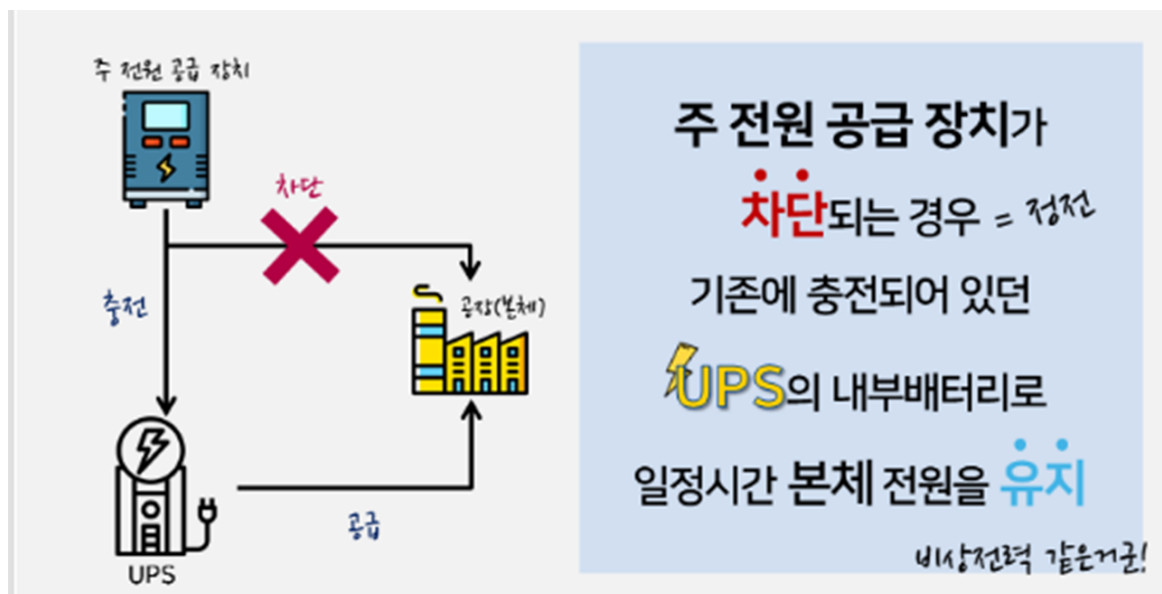 주 전원 공급 장치
차단
충전
공장(본체)
공급
UPS
주 전원 공급 장치가
차단되는 경우 = 정전
기존에 충전되어 있던
UPS의 내부배터리로
일정시간 본체 전원을 유지
비상전력 같은거군!